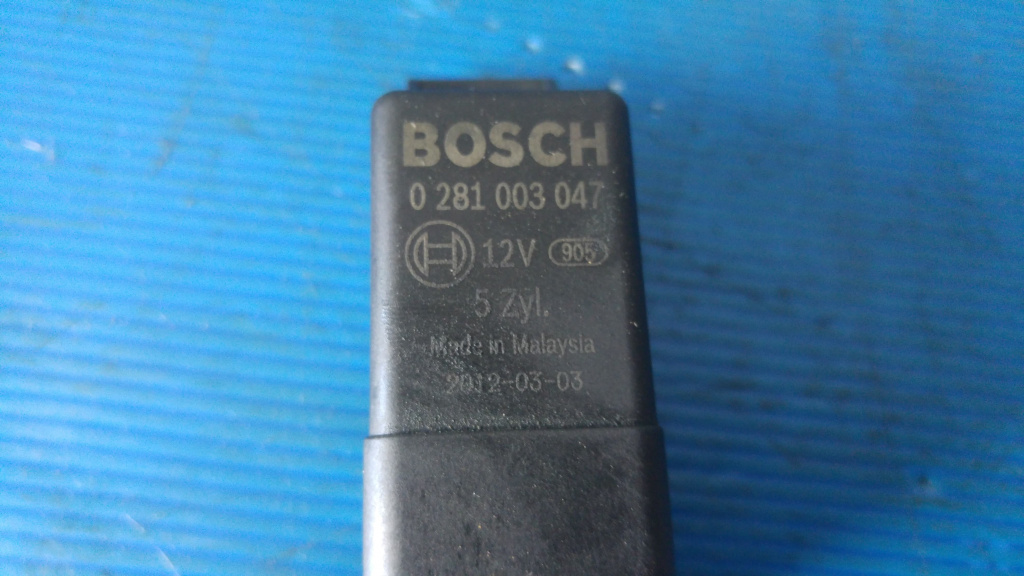 BOSCH
0 281 003 047
12V 905
5 Zyl.
Made in Malaysia
2012-03-03